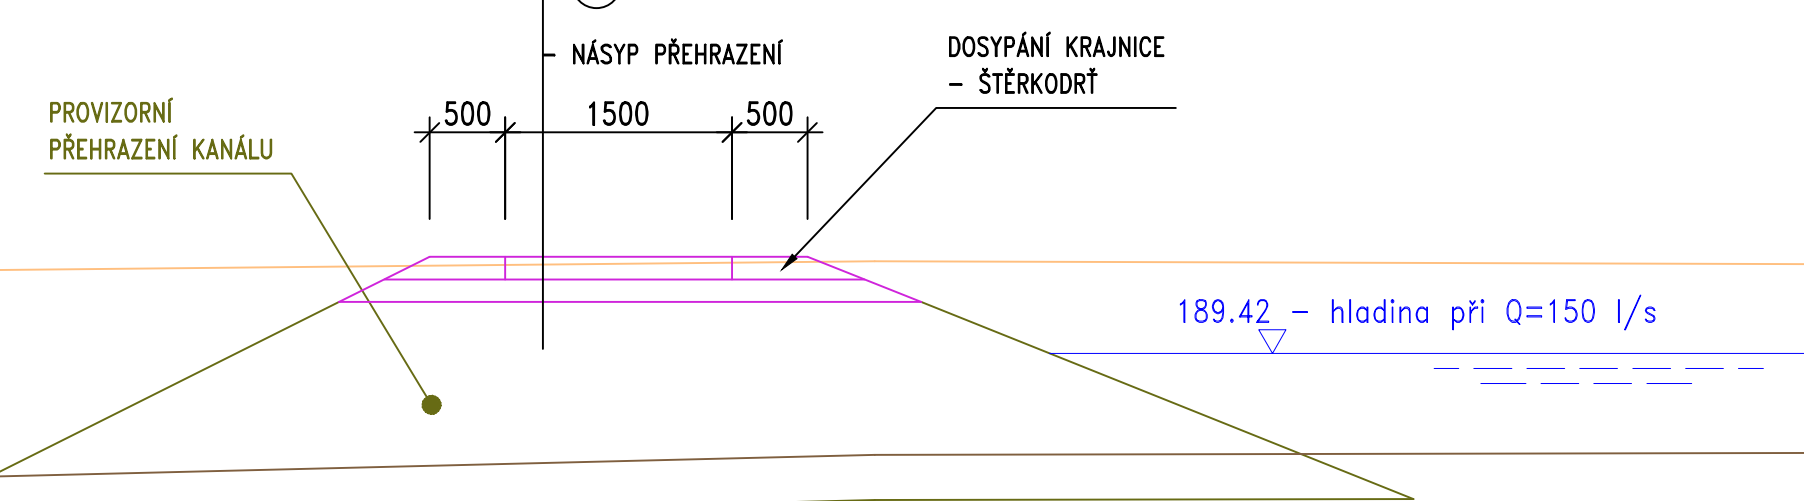 - NÁSYP PŘEHRAZENÍ
DOSYPÁNÍ KRAJNICE
- ŠTĚRKODRŤ
PROVIZORNÍ
PŘEHRAZENÍ KANÁLU
500 1500 500
189.42 - hladina při Q=150 l/s